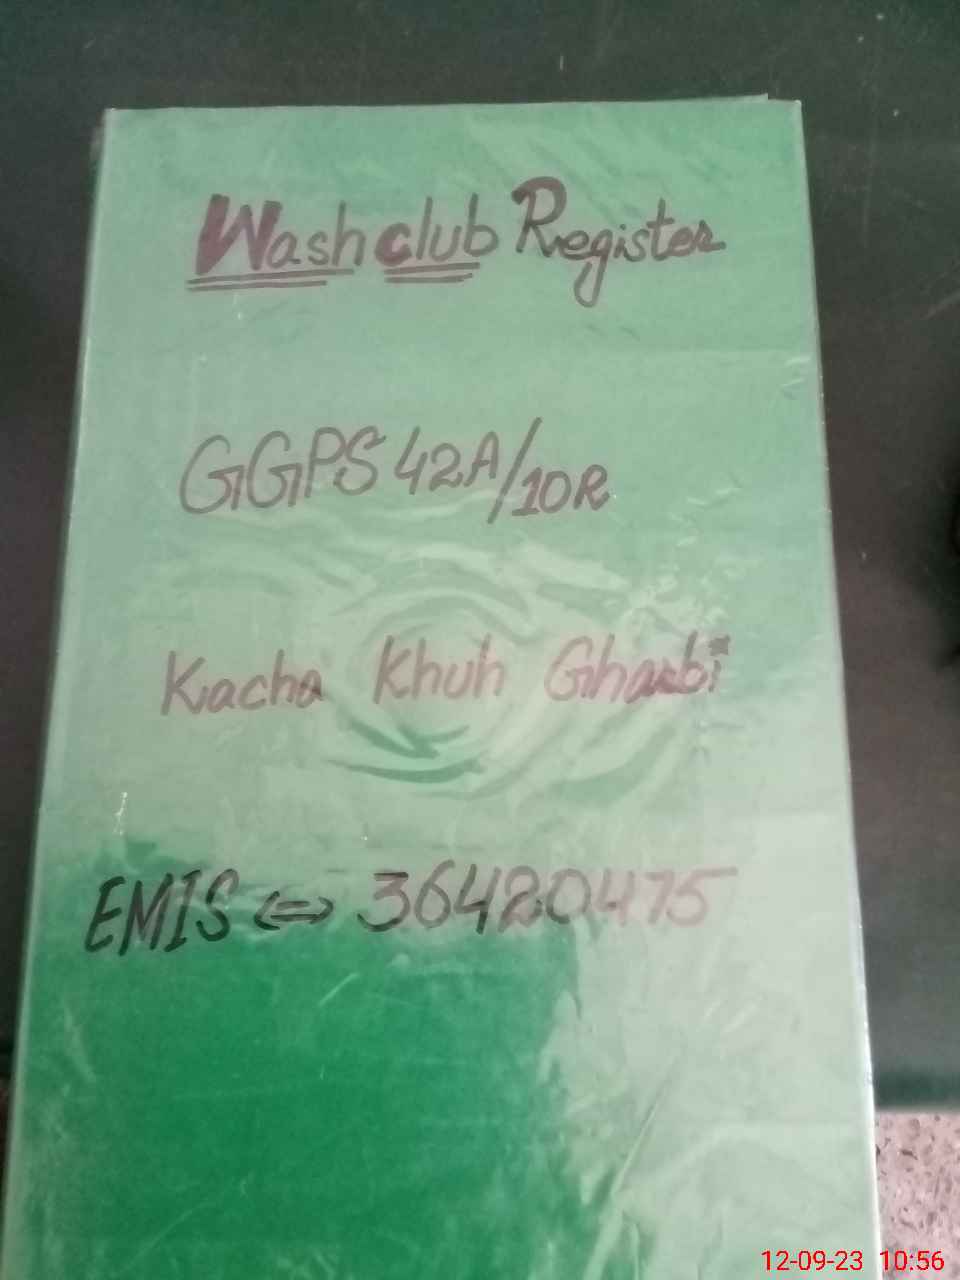 Wash club Register
GGPS 42A/10R
Kacha Khuh Gharbi
EMIS ⇔ 36420475
12-09-23 10:56